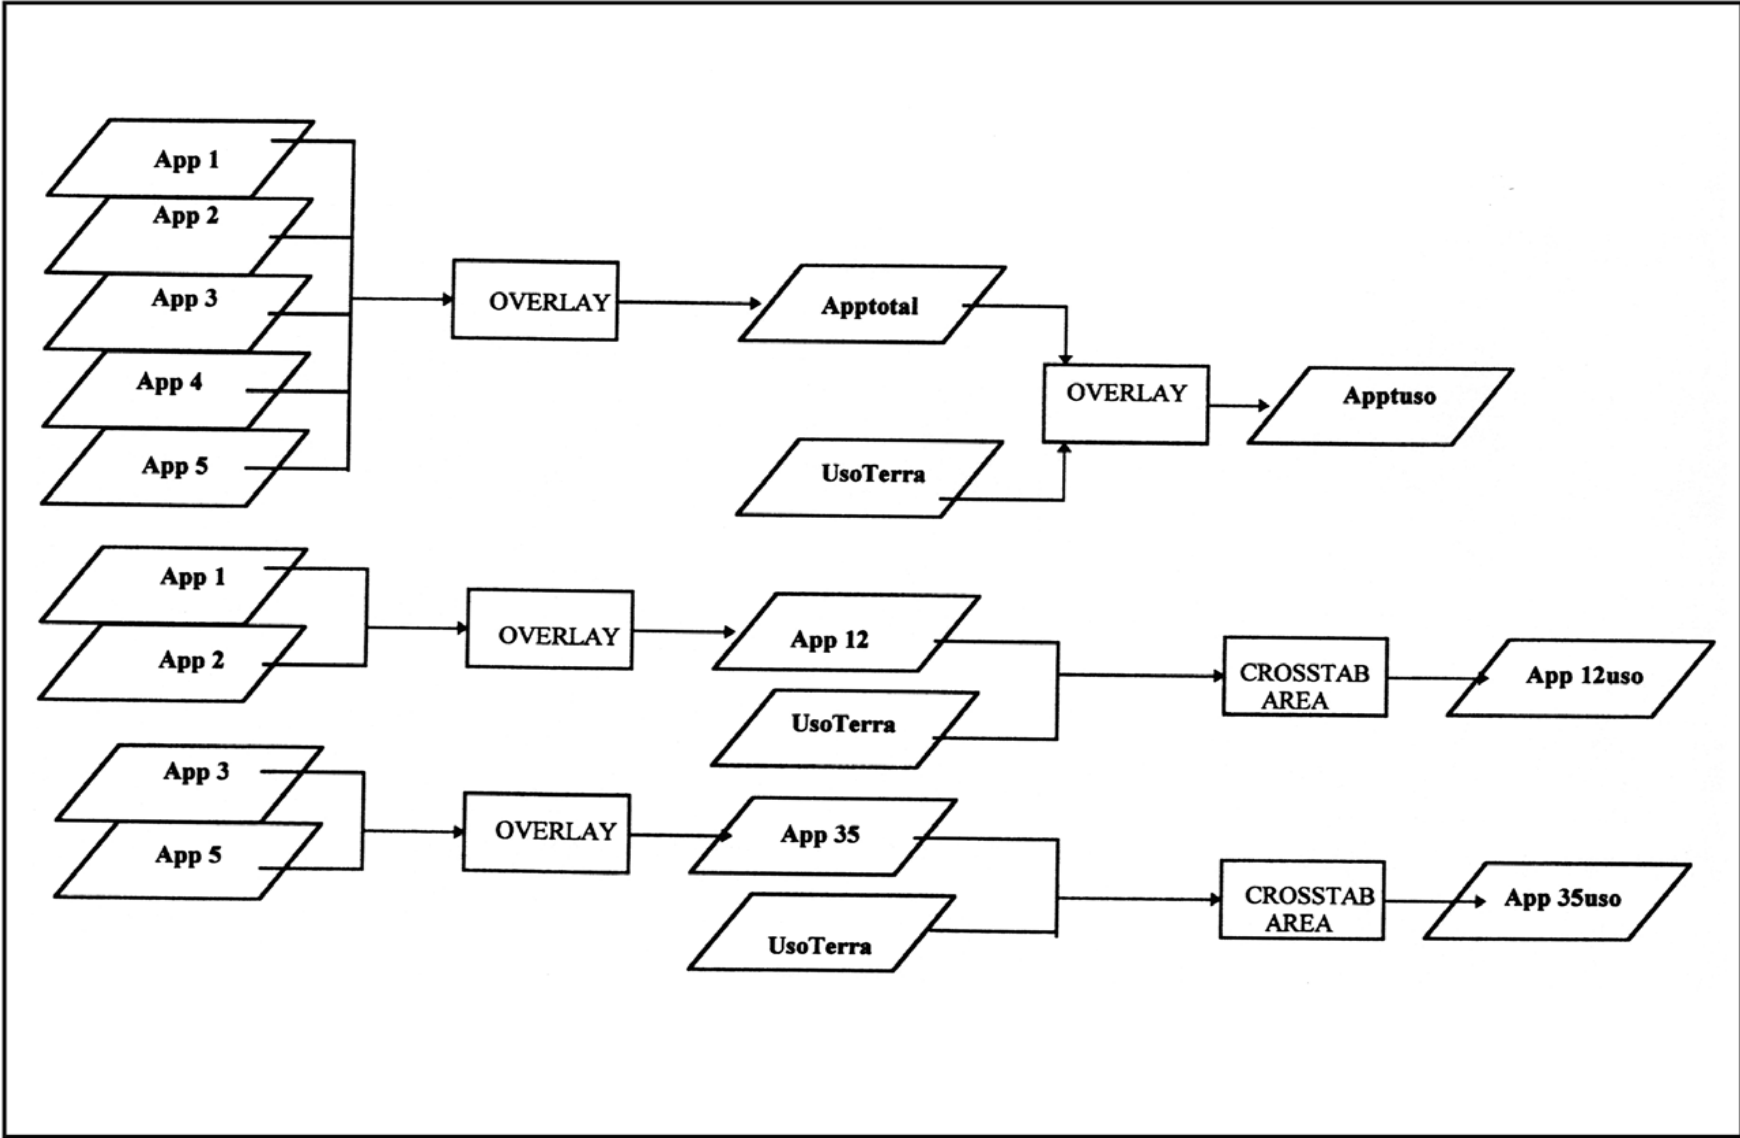 App 1
App 2
App 3
App 4
App 5
OVERLAY
Apptotal
UsoTerra
OVERLAY
Apptuso
App 1
App 2
OVERLAY
App 12
UsoTerra
CROSSTAB
AREA
App 12uso
App 3
App 5
OVERLAY
App 35
UsoTerra
CROSSTAB
AREA
App 35uso